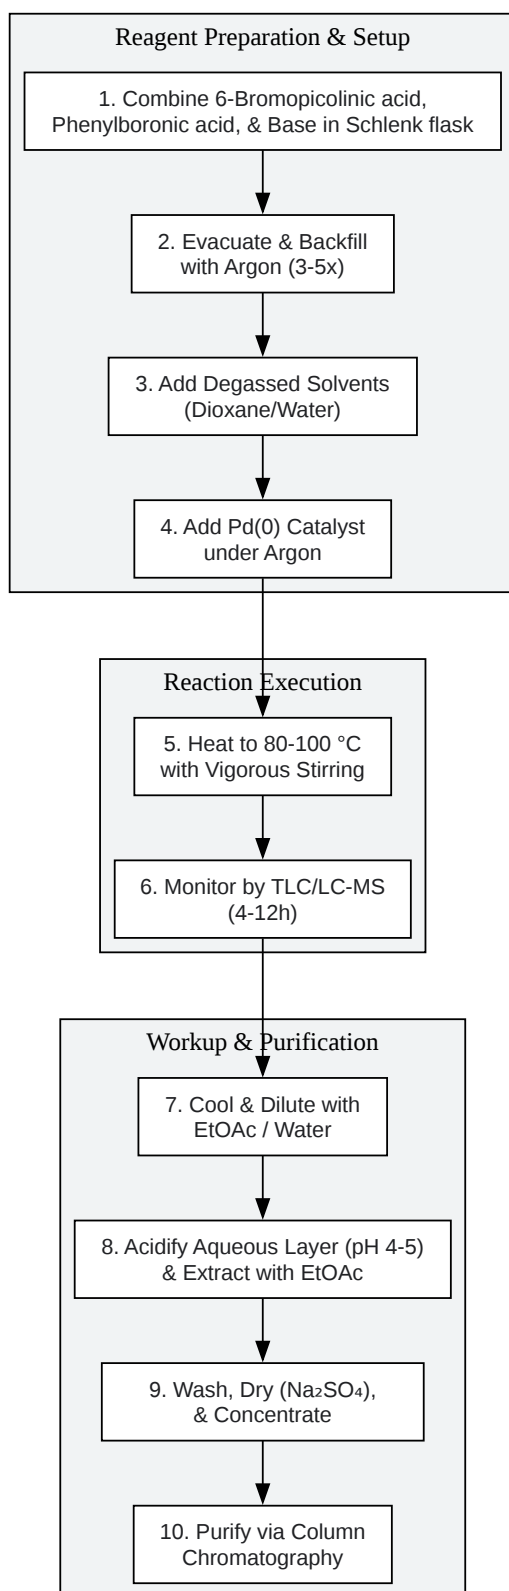 Reagent Preparation & Setup
1. Combine 6-Bromopicolinic acid,
Phenylboronic acid, & Base in Schlenk flask
2. Evacuate & Backfill
with Argon (3-5x)
3. Add Degassed Solvents
(Dioxane/Water)
4. Add Pd(0) Catalyst
under Argon
Reaction Execution
5. Heat to 80-100 °C
with Vigorous Stirring
6. Monitor by TLC/LC-MS
(4-12h)
Workup & Purification
7. Cool & Dilute with
EtOAc / Water
8. Acidify Aqueous Layer (pH 4-5)
& Extract with EtOAc
9. Wash, Dry (Na₂SO₄),
& Concentrate
10. Purify via Column
Chromatography